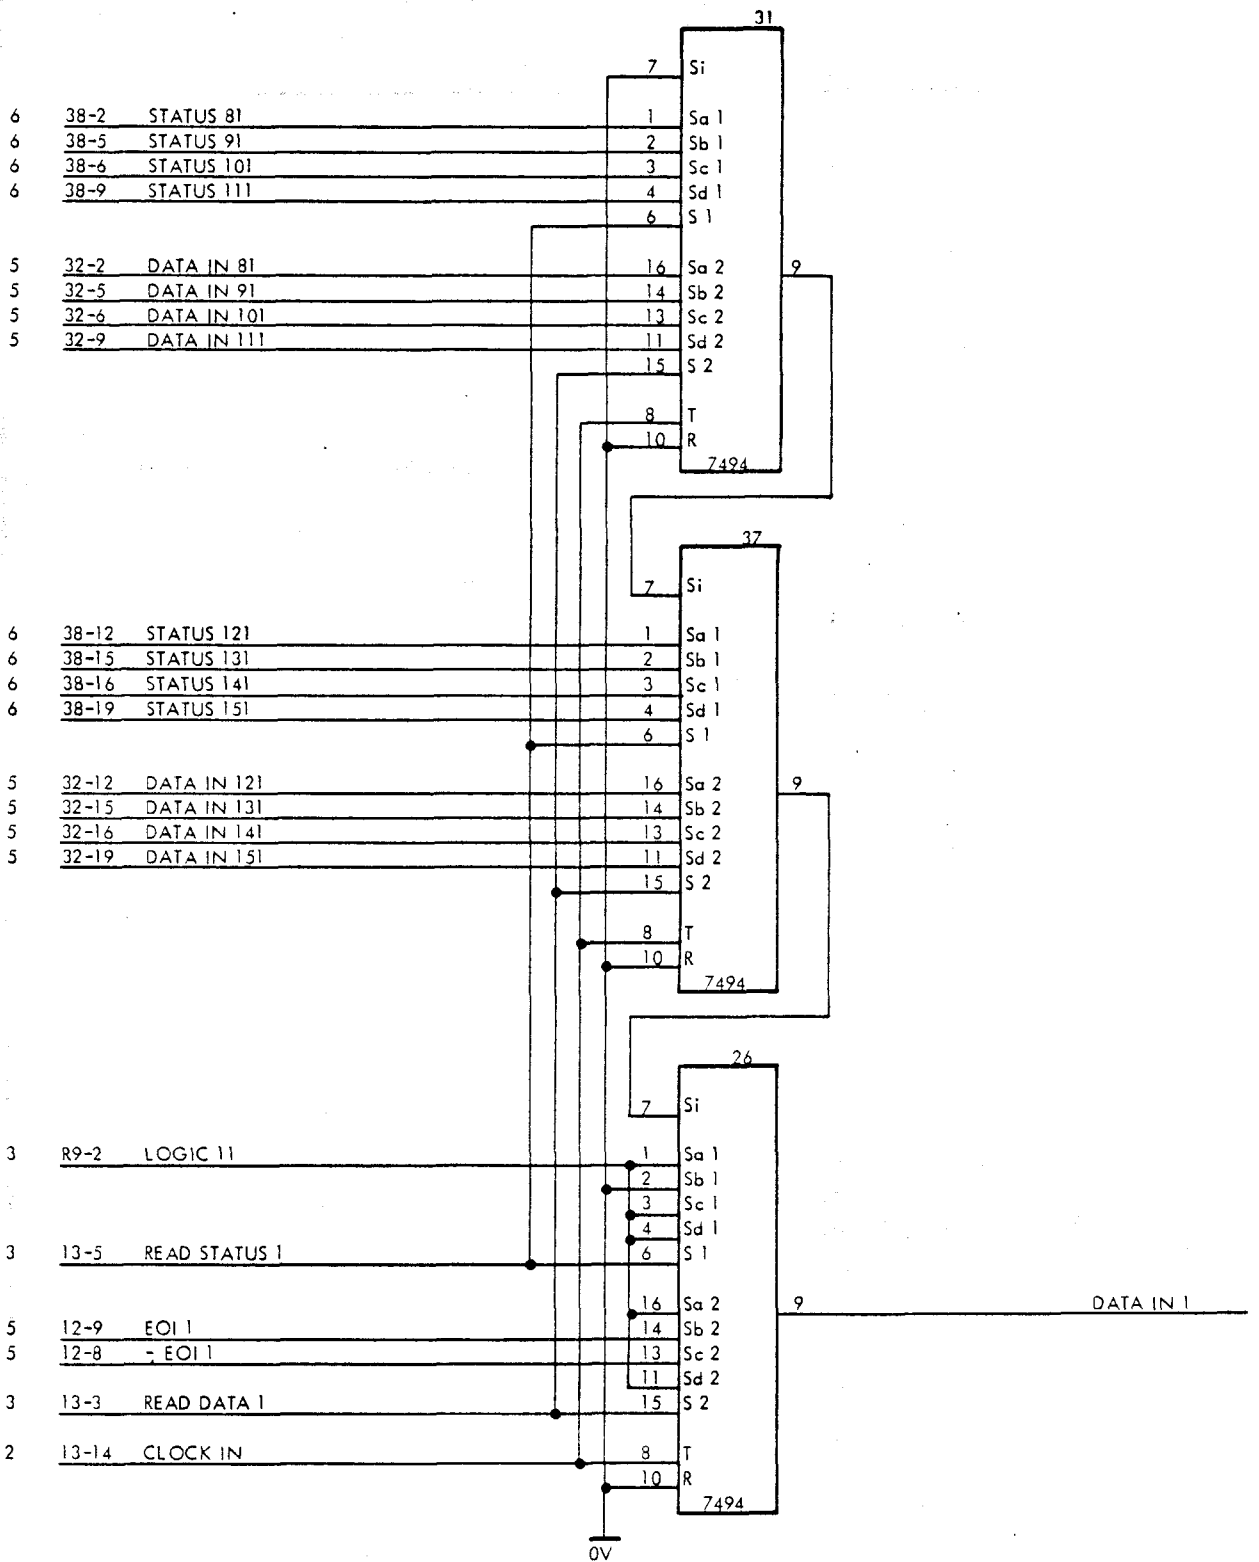 31
7 Si
6 38-2 STATUS 81 1 Sa 1
6 38-5 STATUS 91 2 Sb 1
6 38-6 STATUS 101 3 Sc 1
6 38-9 STATUS 111 4 Sd 1
6 S 1
5 32-2 DATA IN 81 16 Sa 2 9
5 32-5 DATA IN 91 14 Sb 2
5 32-6 DATA IN 101 13 Sc 2
5 32-9 DATA IN 111 11 Sd 2
15 S 2
8 T
10 R
7494
37
7 Si
6 38-12 STATUS 121 1 Sa 1
6 38-15 STATUS 131 2 Sb 1
6 38-16 STATUS 141 3 Sc 1
6 38-19 STATUS 151 4 Sd 1
6 S 1
5 32-12 DATA IN 121 16 Sa 2 9
5 32-15 DATA IN 131 14 Sb 2
5 32-16 DATA IN 141 13 Sc 2
5 32-19 DATA IN 151 11 Sd 2
15 S 2
8 T
10 R
7494
26
7 Si
3 R9-2 LOGIC 11 1 Sa 1
2 Sb 1
3 Sc 1
4 Sd 1
3 13-5 READ STATUS 1 6 S 1
16 Sa 2 9 DATA IN 1
5 12-9 EOI 1 14 Sb 2
5 12-8 - EOI 1 13 Sc 2
11 Sd 2
3 13-3 READ DATA 1 15 S 2
2 13-14 CLOCK IN 8 T
10 R
7494
0V